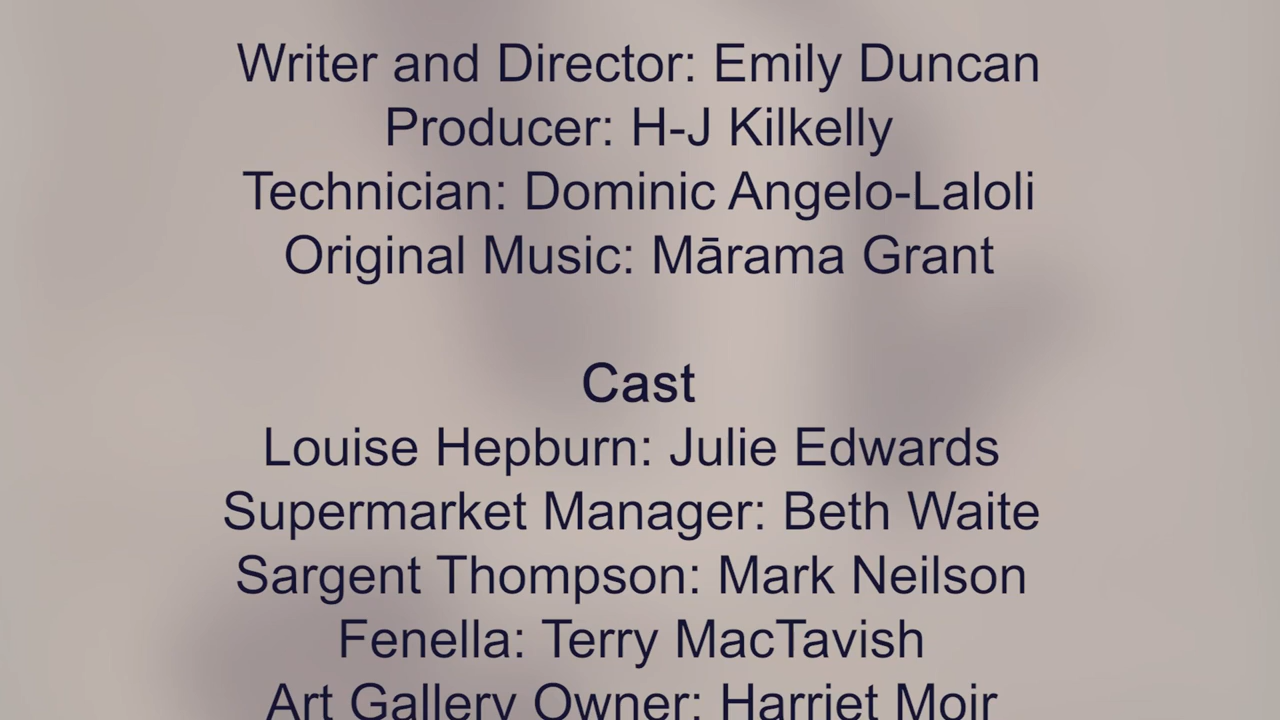 Writer and Director: Emily Duncan
Producer: H-J Kilkelly
Technician: Dominic Angelo-Laloli
Original Music: Mārama Grant
Cast
Louise Hepburn: Julie Edwards
Supermarket Manager: Beth Waite
Sargent Thompson: Mark Neilson
Fenella: Terry MacTavish
Art Gallery Owner: Harriet Moir